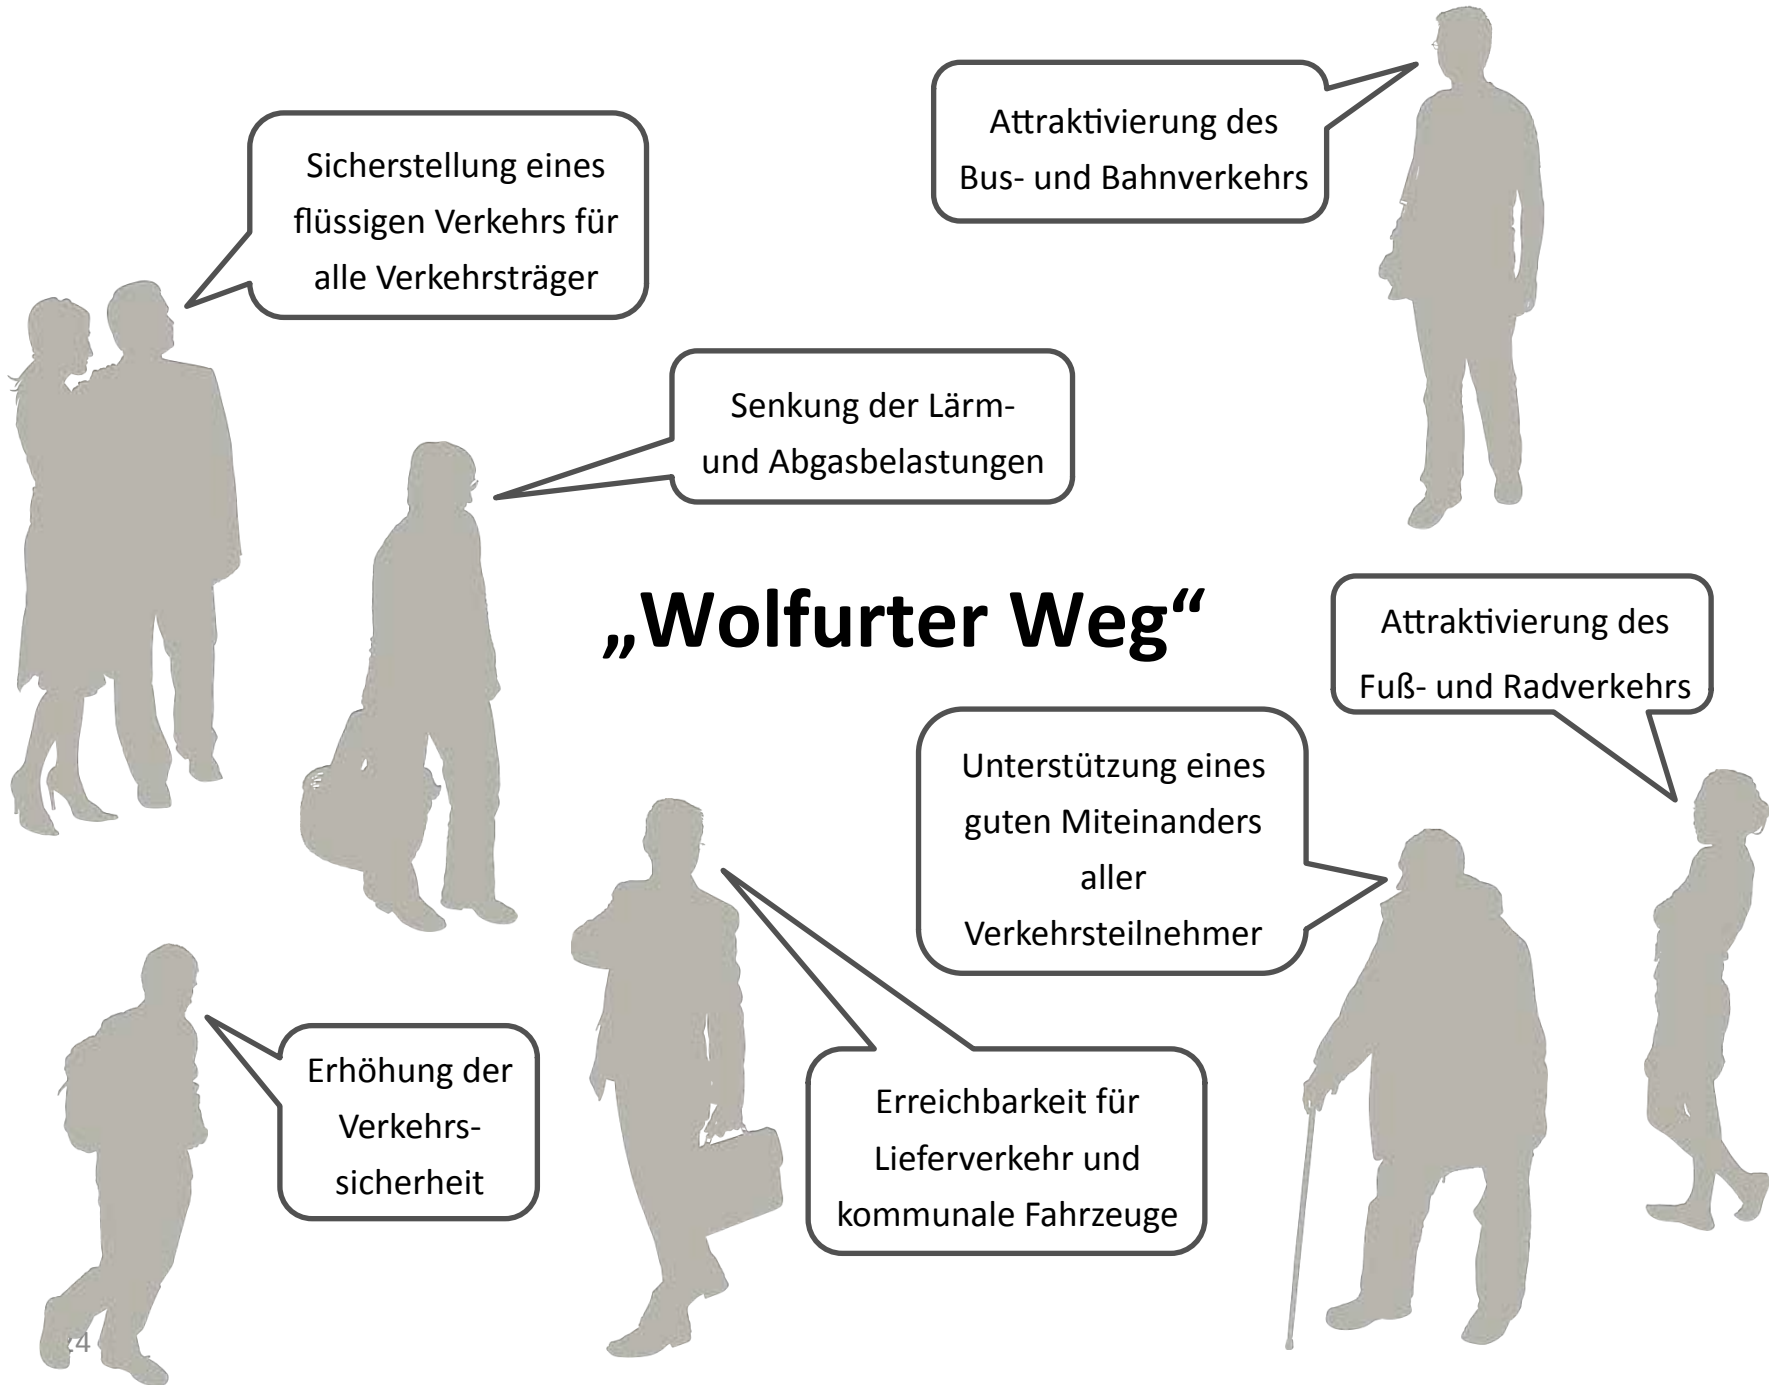 Attraktivierung des
Bus- und Bahnverkehrs
Sicherstellung eines
flüssigen Verkehrs für
alle Verkehrsträger
Senkung der Lärm-
und Abgasbelastungen
„Wolfurter Weg“
Attraktivierung des
Fuß- und Radverkehrs
Unterstützung eines
guten Miteinanders
aller
Verkehrsteilnehmer
Erhöhung der
Verkehrs-
sicherheit
Erreichbarkeit für
Lieferverkehr und
kommunale Fahrzeuge